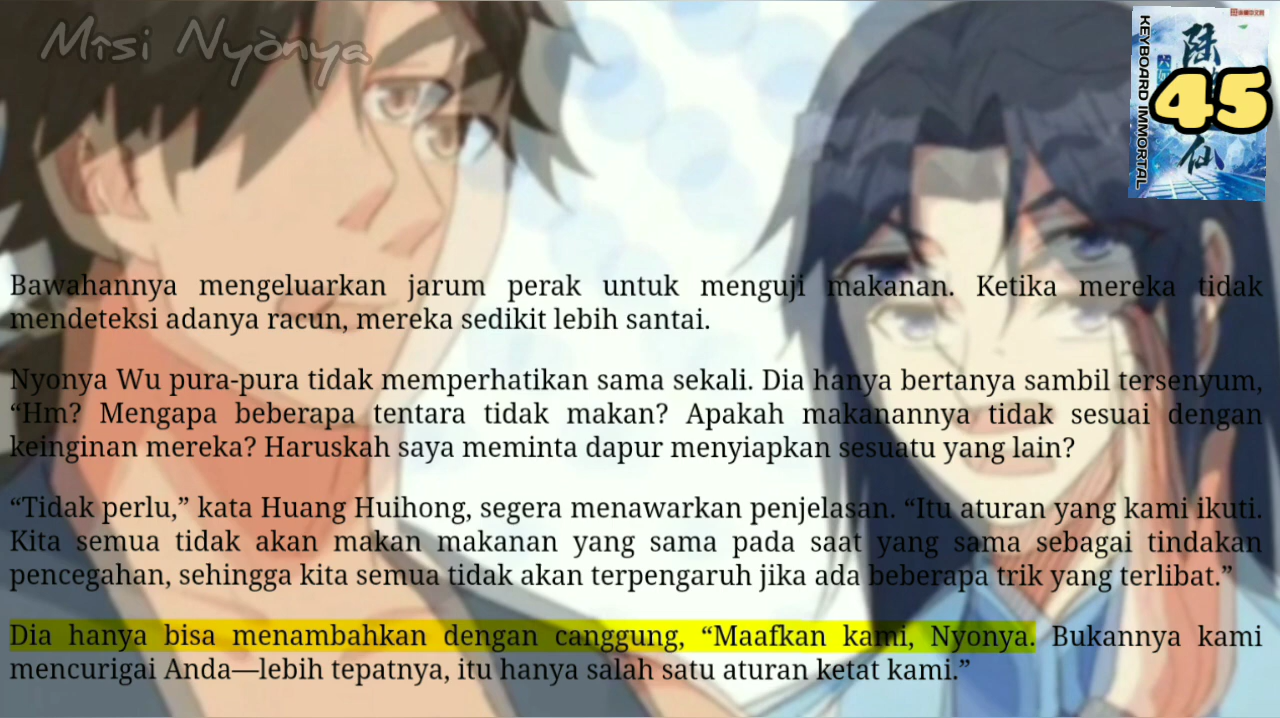 Mîsi Nyònya
KEYBOARD IMMORTAL
陆
仙
45
Bawahannya mengeluarkan jarum perak untuk menguji makanan. Ketika mereka tidak
mendeteksi adanya racun, mereka sedikit lebih santai.
Nyonya Wu pura-pura tidak memperhatikan sama sekali. Dia hanya bertanya sambil tersenyum,
“Hm? Mengapa beberapa tentara tidak makan? Apakah makanannya tidak sesuai dengan
keinginan mereka? Haruskah saya meminta dapur menyiapkan sesuatu yang lain?
“Tidak perlu,” kata Huang Huihong, segera menawarkan penjelasan. “Itu aturan yang kami ikuti.
Kita semua tidak akan makan makanan yang sama pada saat yang sama sebagai tindakan
pencegahan, sehingga kita semua tidak akan terpengaruh jika ada beberapa trik yang terlibat.”
Dia hanya bisa menambahkan dengan canggung, “Maafkan kami, Nyonya. Bukannya kami
mencurigai Anda—lebih tepatnya, itu hanya salah satu aturan ketat kami.”